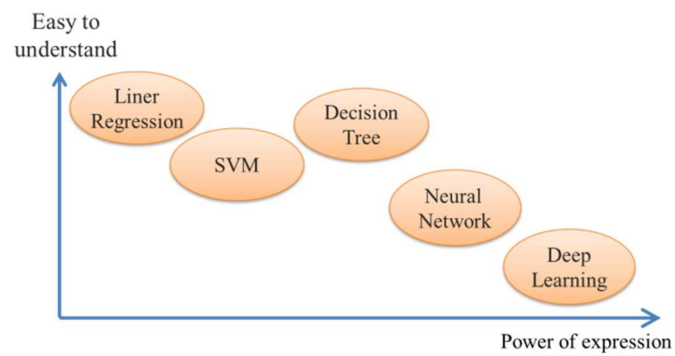 Easy to
understand
Liner
Regression
SVM
Decision
Tree
Neural
Network
Deep
Learning
Power of expression